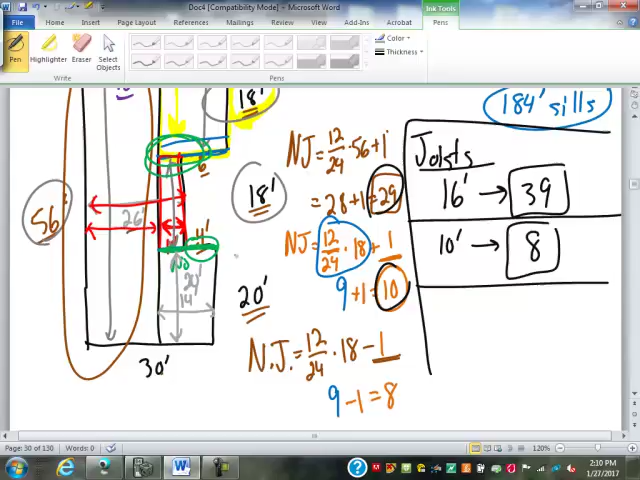 Doc4 [Compatibility Mode] - Microsoft Word
Ink Tools
File
Home
Insert
Page Layout
References
Mailings
Review
View
Acrobat
Pens
Pen
Highlighter
Eraser
Select Objects
Color
Thickness
Write
Pens
Pens
18'
184' sills
NJ = 12/24 · 56 + 1
= 28 + 1 = 29
Joists
16' → 39
10' → 8
18'
56'
26'
NJ = 12/24 · 18 + 1
9 + 1 = 10
4'
No
14'
20'
30'
N.J. = 12/24 · 18 - 1
9 - 1 = 8
Page: 30 of 130
Words: 0
120%
2:10 PM
1/27/2017